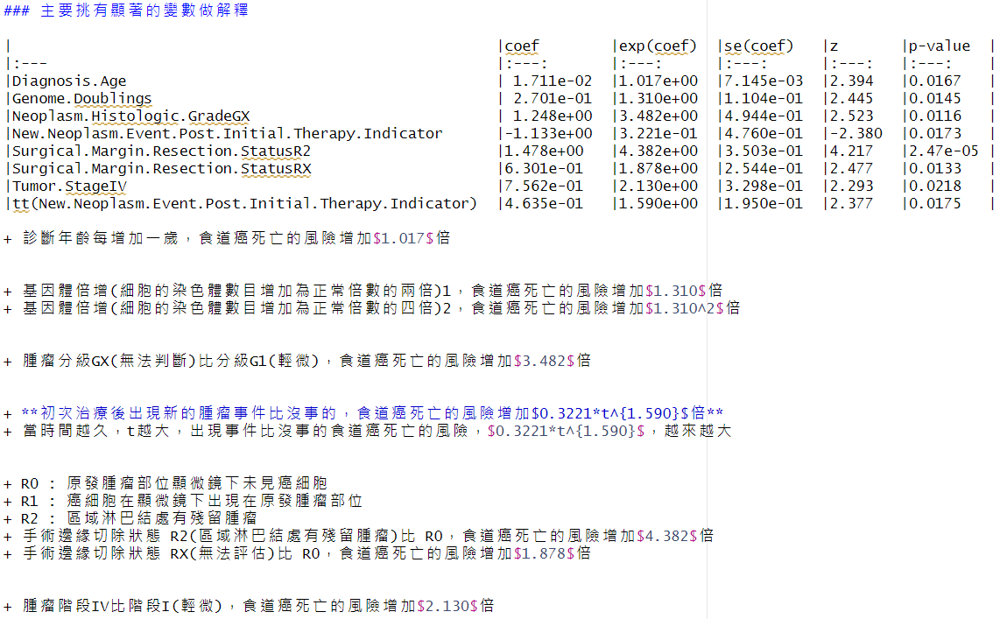 ### 主要挑有顯著的變數做解釋
| |coef |exp(coef) |se(coef) |z |p-value |
|:--- |:---: |:---: |:---: |:---: |:---: |
|Diagnosis.Age | 1.711e-02 |1.017e+00 |7.145e-03 |2.394 |0.0167 |
|Genome.Doublings | 2.701e-01 |1.310e+00 |1.104e-01 |2.445 |0.0145 |
|Neoplasm.Histologic.GradeGX | 1.248e+00 |3.482e+00 |4.944e-01 |2.523 |0.0116 |
|New.Neoplasm.Event.Post.Initial.Therapy.Indicator |-1.133e+00 |3.221e-01 |4.760e-01 |-2.380 |0.0173 |
|Surgical.Margin.Resection.StatusR2 |1.478e+00 |4.382e+00 |3.503e-01 |4.217 |2.47e-05 |
|Surgical.Margin.Resection.StatusRX |6.301e-01 |1.878e+00 |2.544e-01 |2.477 |0.0133 |
|Tumor.StageIV |7.562e-01 |2.130e+00 |3.298e-01 |2.293 |0.0218 |
|tt(New.Neoplasm.Event.Post.Initial.Therapy.Indicator) |4.635e-01 |1.590e+00 |1.950e-01 |2.377 |0.0175 |
+ 診斷年齡每增加一歲，食道癌死亡的風險增加$1.017$倍
+ 基因體倍增(細胞的染色體數目增加為正常倍數的兩倍)1，食道癌死亡的風險增加$1.310$倍
+ 基因體倍增(細胞的染色體數目增加為正常倍數的四倍)2，食道癌死亡的風險增加$1.310^2$倍
+ 腫瘤分級GX(無法判斷)比分級G1(輕微)，食道癌死亡的風險增加$3.482$倍
+ **初次治療後出現新的腫瘤事件比沒事的，食道癌死亡的風險增加$0.3221*t^{1.590}$倍**
+ 當時間越久，t越大，出現事件比沒事的食道癌死亡的風險，$0.3221*t^{1.590}$，越來越大
+ R0 : 原發腫瘤部位顯微鏡下未見癌細胞
+ R1 : 癌細胞在顯微鏡下出現在原發腫瘤部位
+ R2 : 區域淋巴結處有殘留腫瘤
+ 手術邊緣切除狀態 R2(區域淋巴結處有殘留腫瘤)比 R0，食道癌死亡的風險增加$4.382$倍
+ 手術邊緣切除狀態 RX(無法評估)比 R0，食道癌死亡的風險增加$1.878$倍
+ 腫瘤階段IV比階段I(輕微)，食道癌死亡的風險增加$2.130$倍